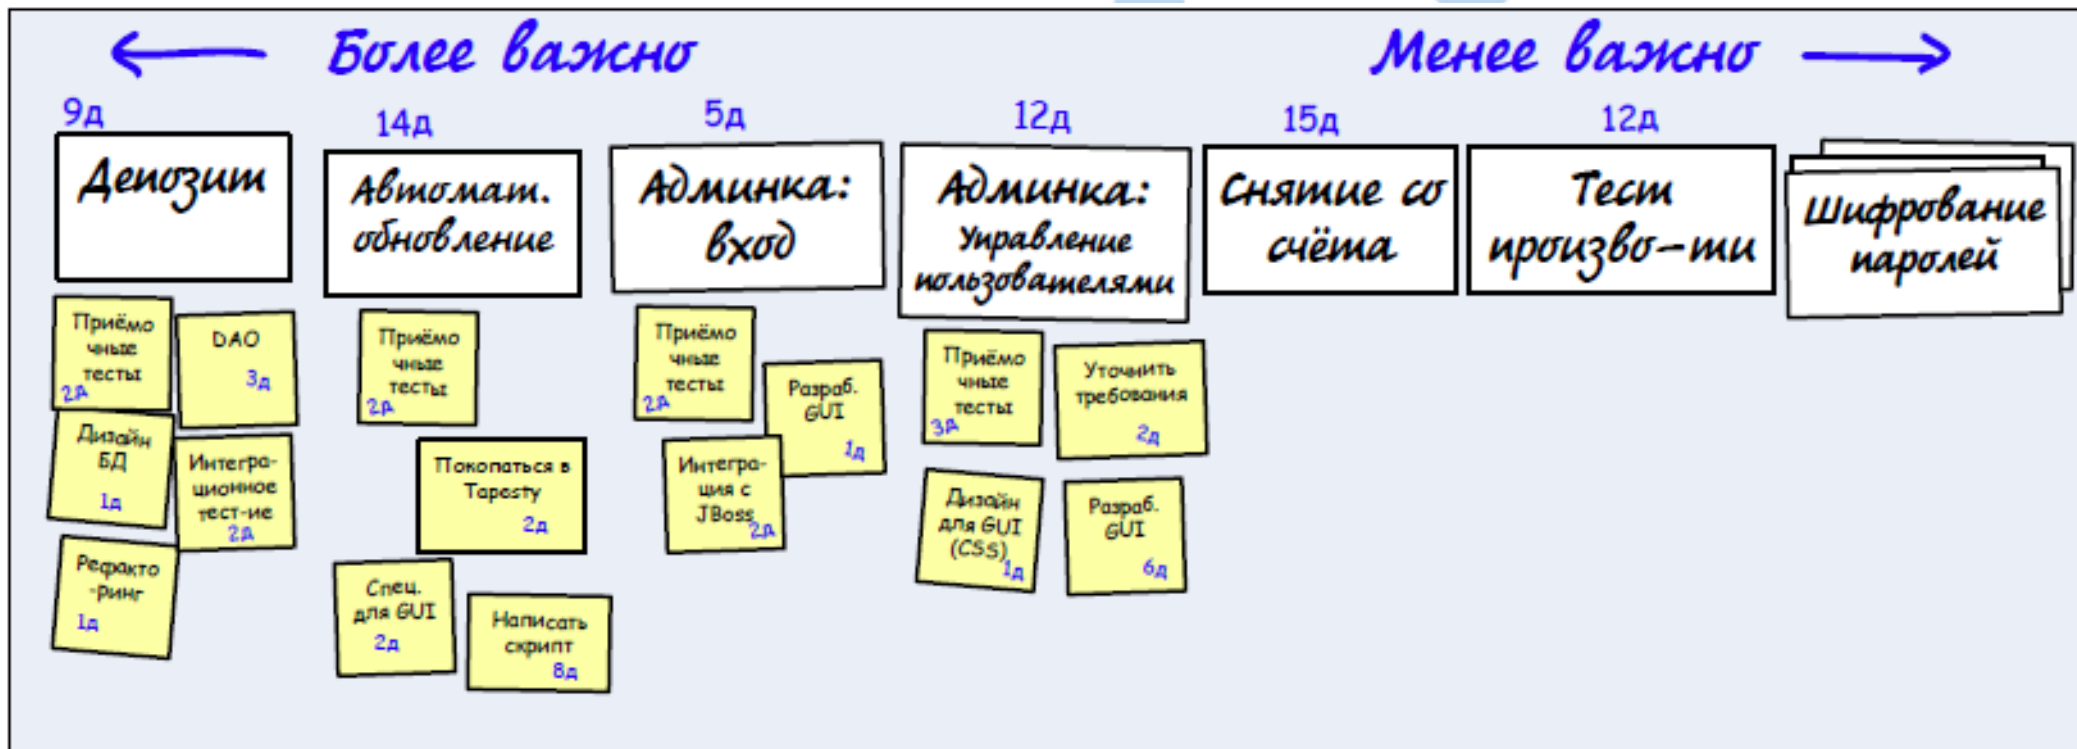 Более важно
Менее важно
9д
Депозит
Приёмо
чные
тесты
2д
DAO
3д
Дизайн
БД
1д
Интегра-
ционное
тест-ие
2д
Рефакто
-ринг
1д
14д
Автомат.
обновление
Приёмо
чные
тесты
2д
Покопаться в
Tapesty
2д
Спец.
для GUI
2д
Написать
скрипт
8д
5д
Админка:
вход
Приёмо
чные
тесты
2д
Разраб.
GUI
1д
Интегра-
ция с
JBoss
2д
12д
Админка:
Управление
пользователями
Приёмо
чные
тесты
3д
Уточнить
требования
2д
Дизайн
для GUI
(CSS)
1д
Разраб.
GUI
6д
15д
Снятие со
счёта
12д
Тест
произво-ти
Шифрование
паролей